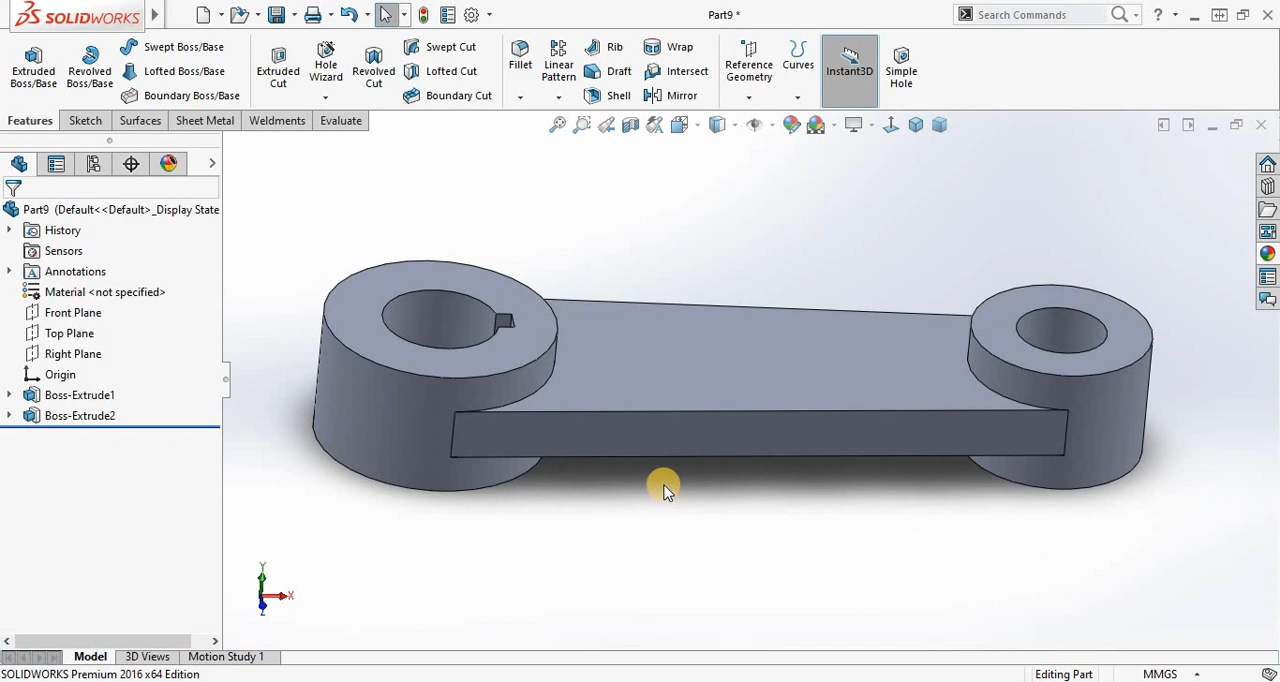 SOLIDWORKS
Part9 *
Search Commands
?
Extruded Boss/Base
Revolved Boss/Base
Swept Boss/Base
Lofted Boss/Base
Boundary Boss/Base
Extruded Cut
Hole Wizard
Revolved Cut
Swept Cut
Lofted Cut
Boundary Cut
Fillet
Linear Pattern
Rib
Draft
Shell
Wrap
Intersect
Mirror
Reference Geometry
Curves
Instant3D
Simple Hole
Features
Sketch
Surfaces
Sheet Metal
Weldments
Evaluate
Part9 (Default<<Default>_Display State
History
Sensors
Annotations
Material <not specified>
Front Plane
Top Plane
Right Plane
Origin
Boss-Extrude1
Boss-Extrude2
Y
X
Z
Model
3D Views
Motion Study 1
SOLIDWORKS Premium 2016 x64 Edition
Editing Part
MMGS